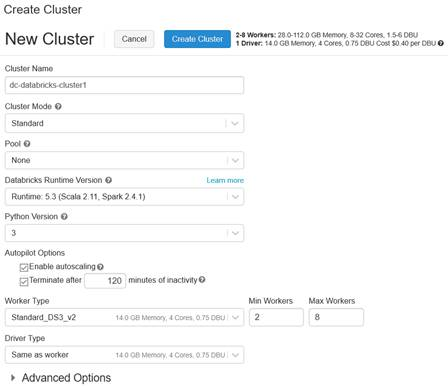 Create Cluster
New Cluster
Cancel
Create Cluster
2-8 Workers: 28.0-112.0 GB Memory, 8-32 Cores, 1.5-6 DBU
1 Driver: 14.0 GB Memory, 4 Cores, 0.75 DBU Cost $0.40 per DBU ?
Cluster Name
dc-databricks-cluster1
Cluster Mode ?
Standard
Pool ?
None
Databricks Runtime Version ? Learn more
Runtime: 5.3 (Scala 2.11, Spark 2.4.1)
Python Version ?
3
Autopilot Options
Enable autoscaling ?
Terminate after 120 minutes of inactivity ?
Worker Type Min Workers Max Workers
Standard_DS3_v2 14.0 GB Memory, 4 Cores, 0.75 DBU 2 8
Driver Type
Same as worker 14.0 GB Memory, 4 Cores, 0.75 DBU
Advanced Options